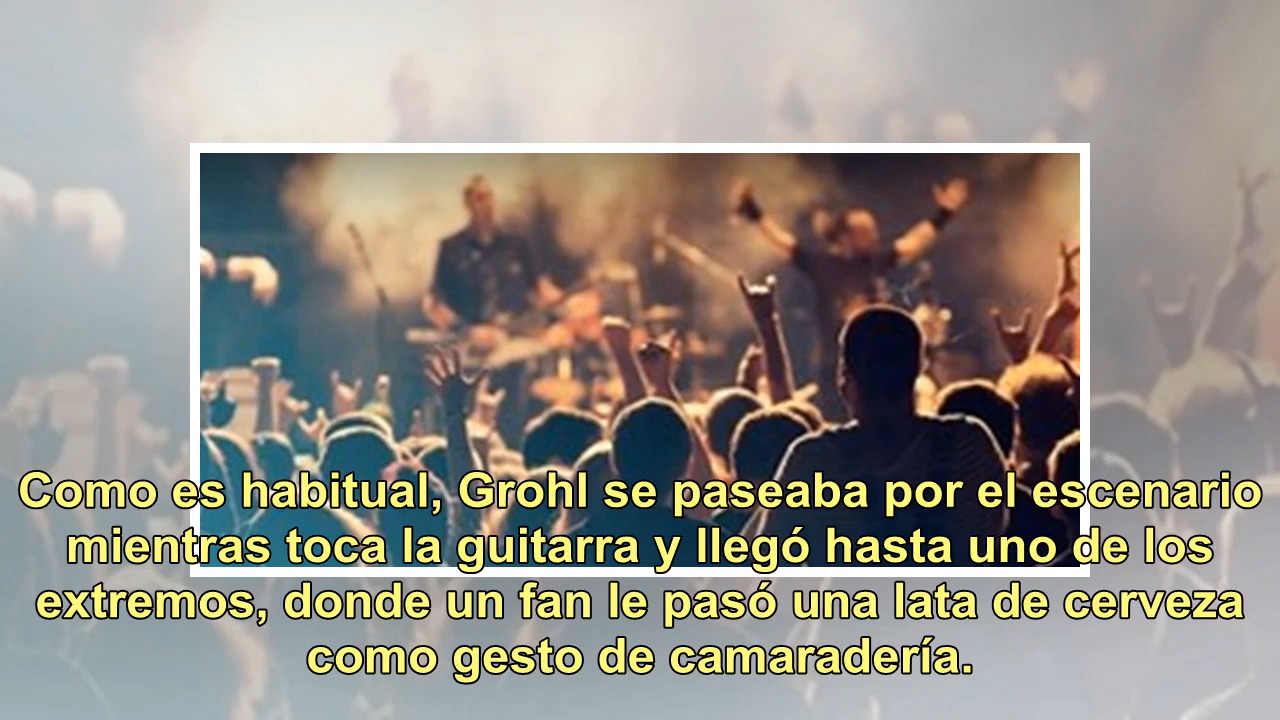 Como es habitual, Grohl se paseaba por el escenario
mientras toca la guitarra y llegó hasta uno de los
extremos, donde un fan le pasó una lata de cerveza
como gesto de camaradería.